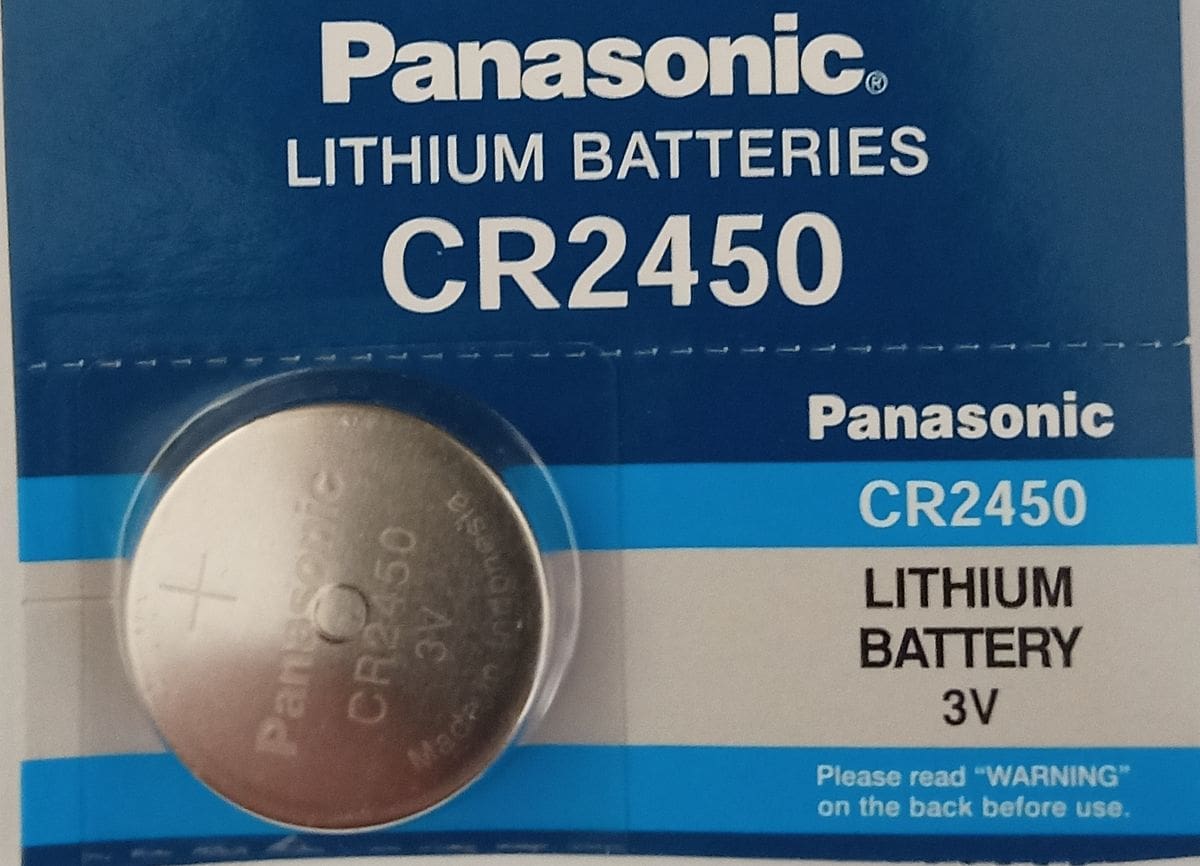 Panasonic®
LITHIUM BATTERIES
CR2450
Panasonic
CR2450
LITHIUM
BATTERY
3V
Please read “WARNING”
on the back before use.
+
Panasonic
CR2450
3V
Made in Indonesia